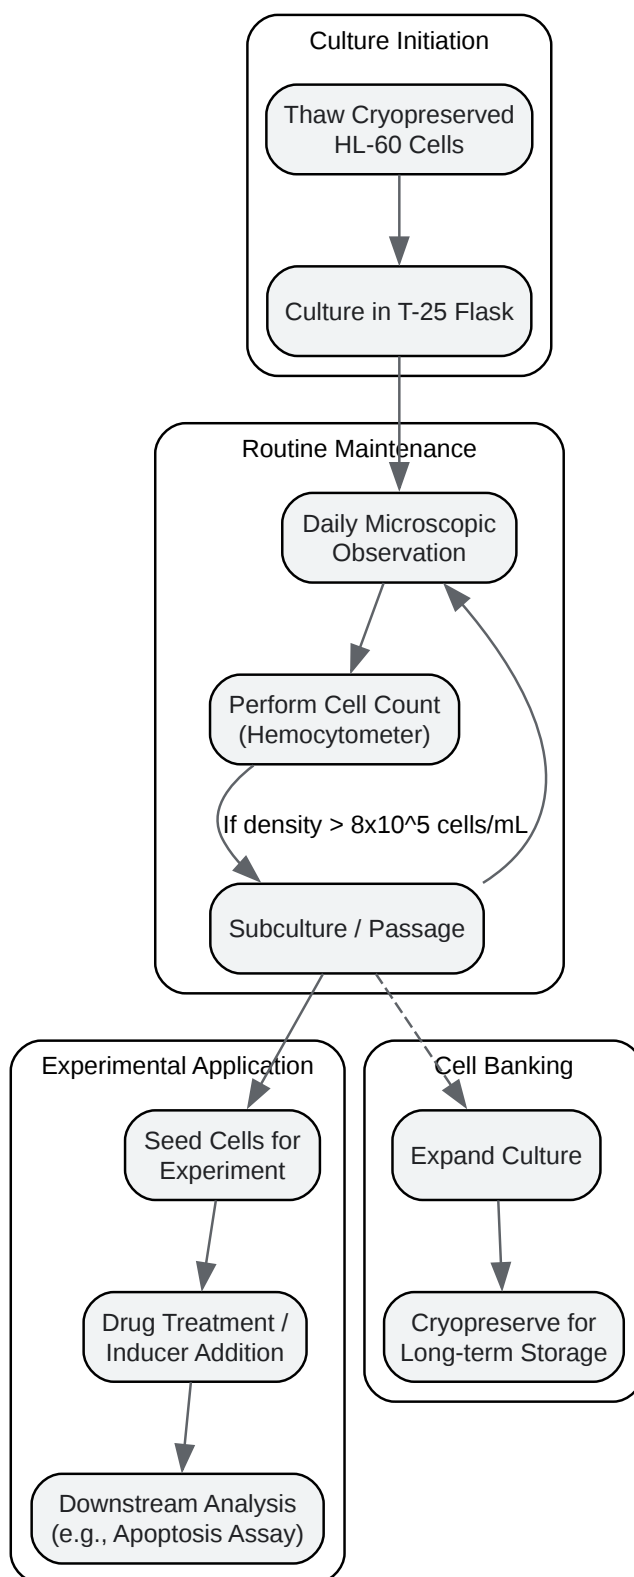 Culture Initiation
Thaw Cryopreserved
HL-60 Cells
Culture in T-25 Flask
Routine Maintenance
Daily Microscopic
Observation
Perform Cell Count
(Hemocytometer)
If density > 8x10^5 cells/mL
Subculture / Passage
Experimental Application
Seed Cells for
Experiment
Drug Treatment /
Inducer Addition
Downstream Analysis
(e.g., Apoptosis Assay)
Cell Banking
Expand Culture
Cryopreserve for
Long-term Storage